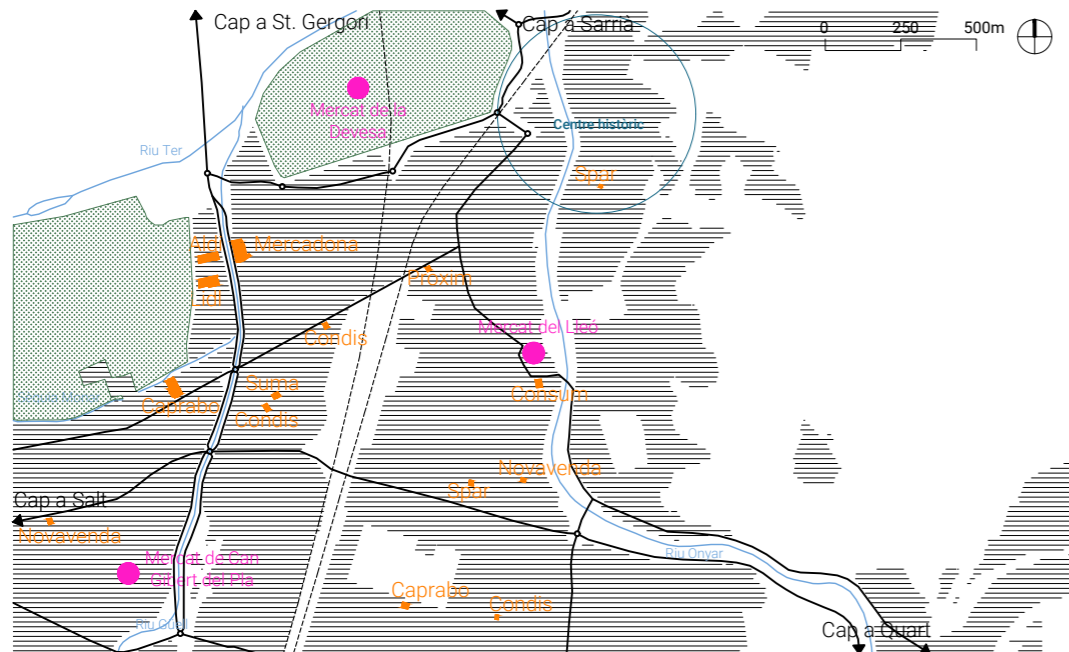 Cap a St. Gergori
Cap a Sarrià
0 250 500m
Mercat de la
Devesa
Centre històric
Riu Ter
Spar
Aldi
Mercadona
Lidl
Proxim
Condis
Mercat del Lleó
Suma
Consum
Sèquia Monar
Caprabo
Condis
Novavenda
Spar
Cap a Salt
Novavenda
Riu Onyar
Mercat de Can
Gibert del Pla
Caprabo
Condis
Riu Güell
Cap a Quart